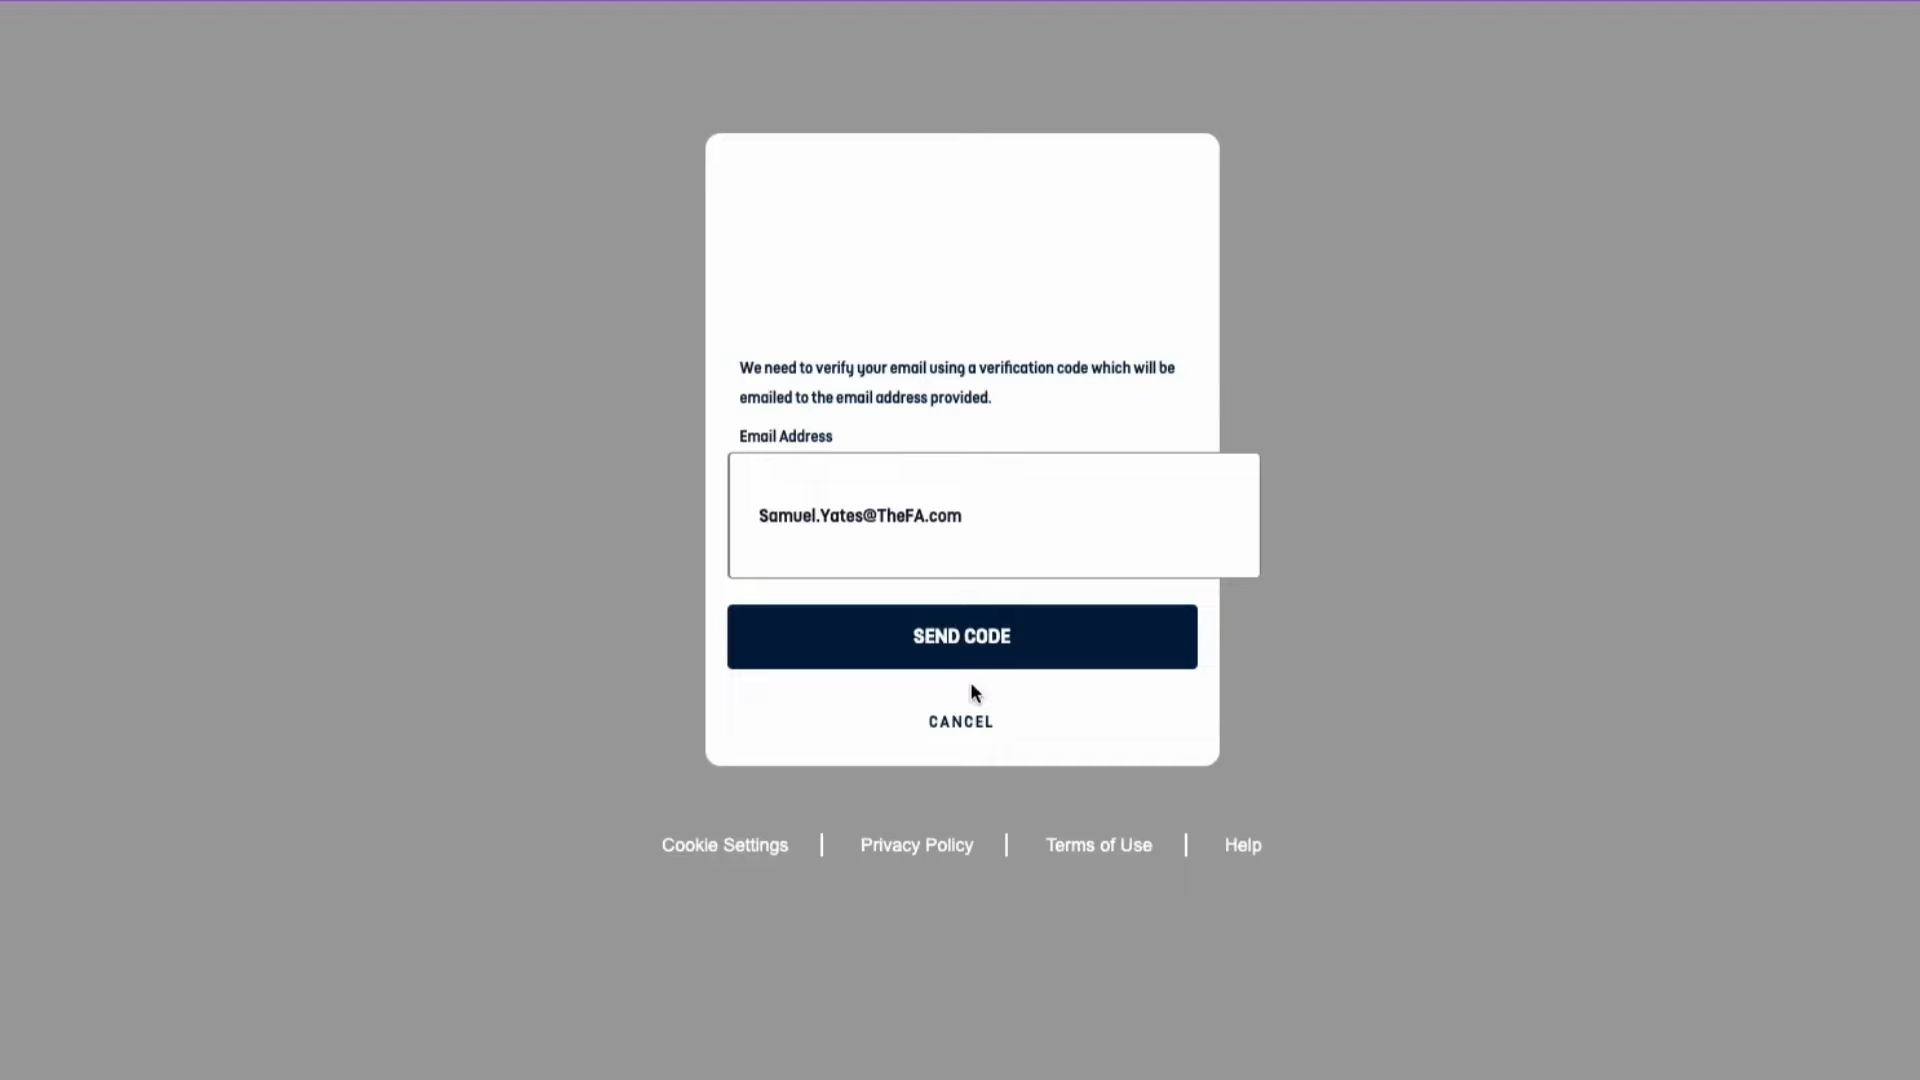 We need to verify your email using a verification code which will be
emailed to the email address provided.
Email Address
Samuel.Yates@TheFA.com
SEND CODE
CANCEL
Cookie Settings | Privacy Policy | Terms of Use | Help